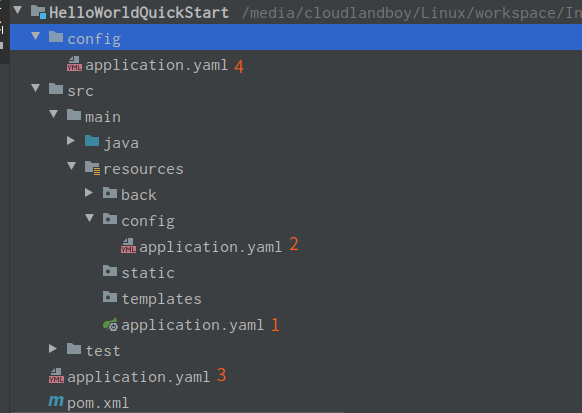 HelloWorldQuickStart /media/cloudlandboy/Linux/workspace/In
config
application.yaml 4
src
main
java
resources
back
config
application.yaml 2
static
templates
application.yaml 1
test
application.yaml 3
pom.xml